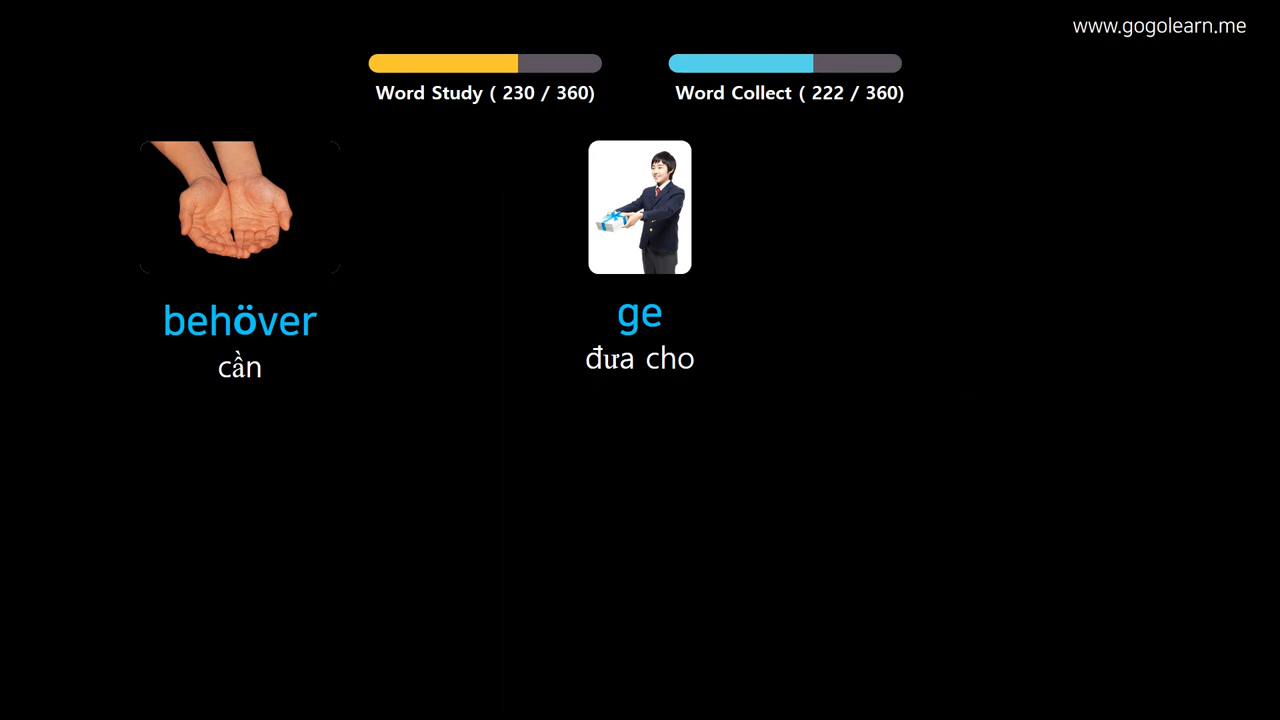 www.gogolearn.me
Word Study ( 230 / 360)
Word Collect ( 222 / 360)
behöver
cần
ge
đưa cho